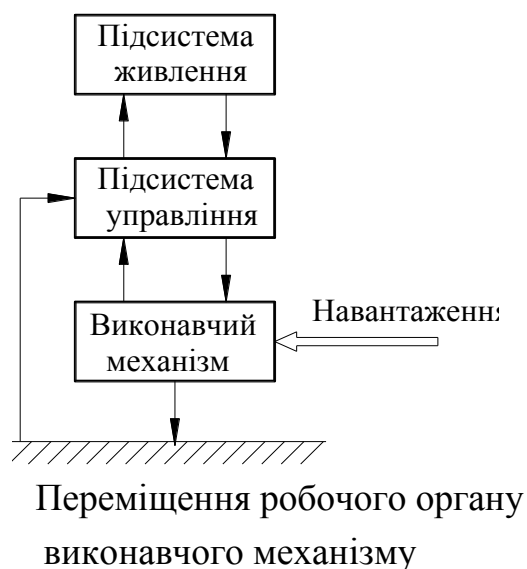 Підсистема
живлення
Підсистема
управління
Виконавчий
механізм
Навантаження
Переміщення робочого органу
виконавчого механізму